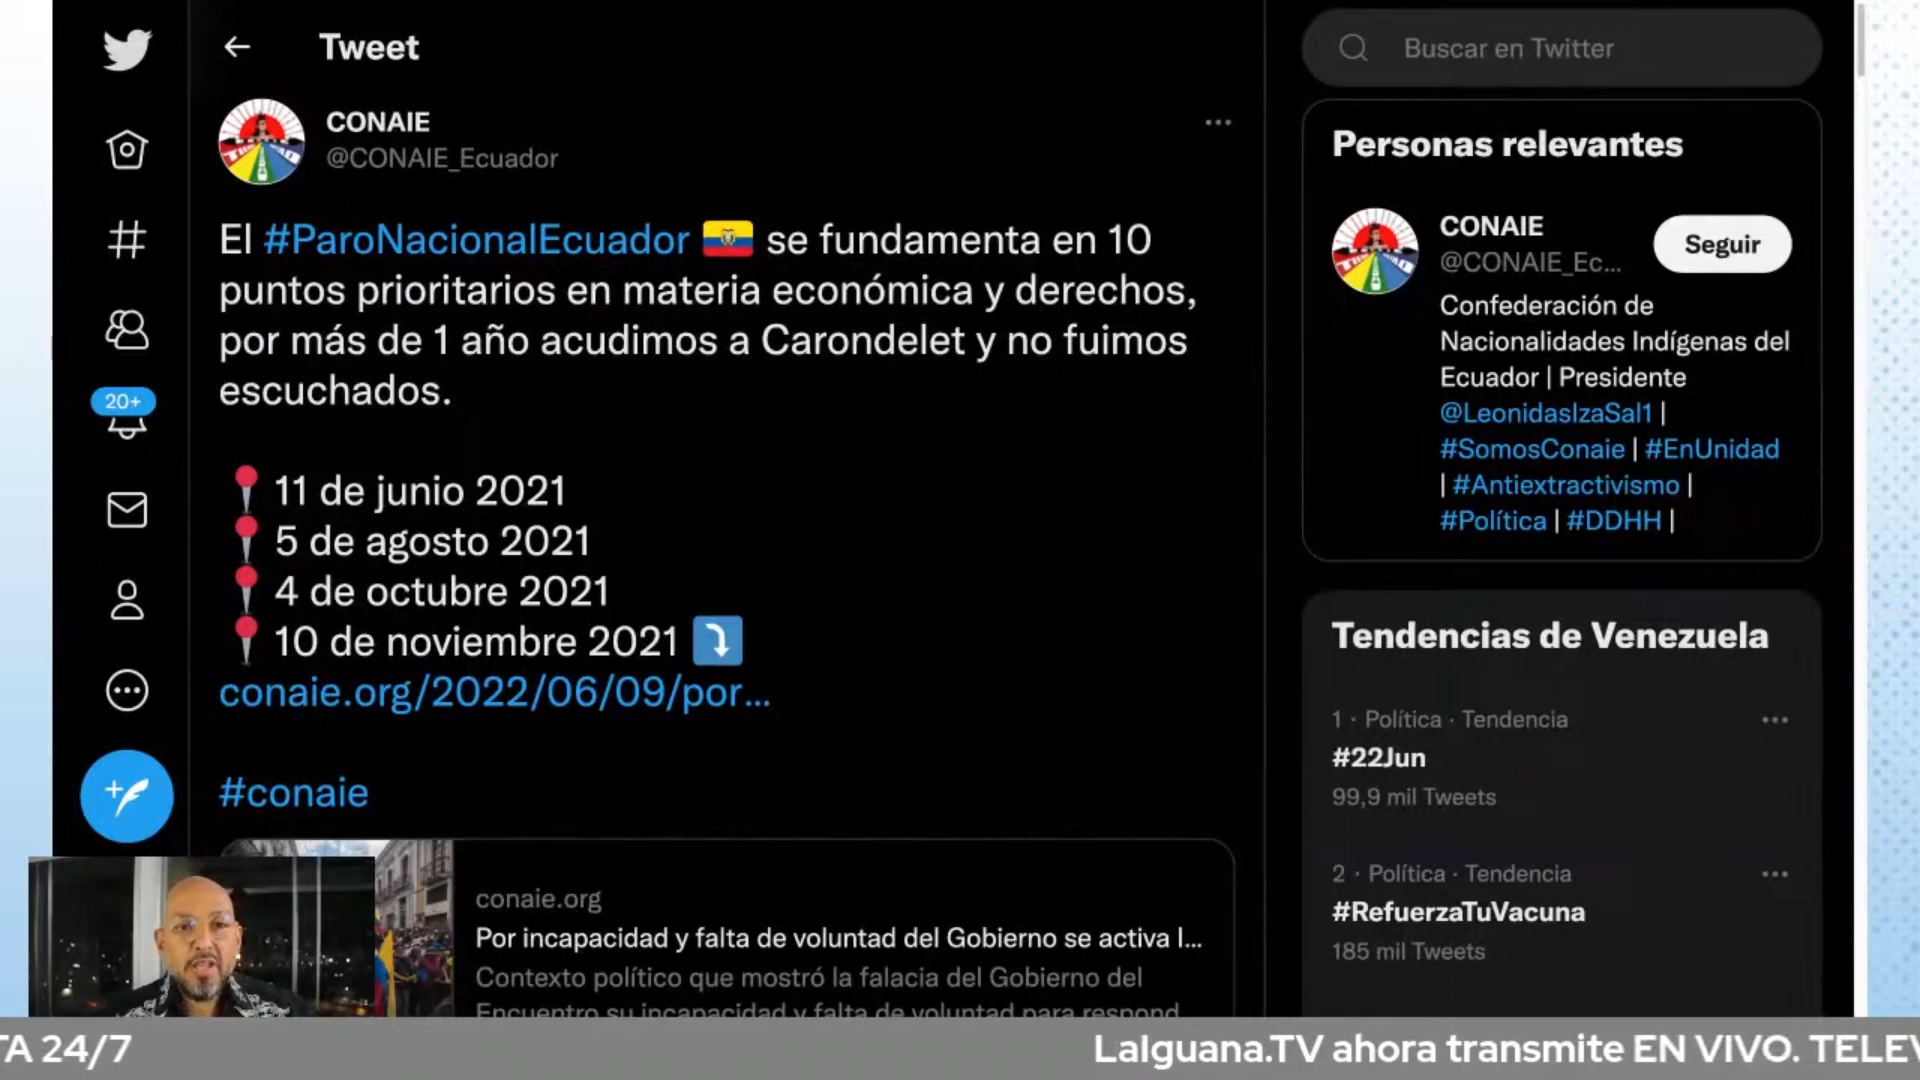 Tweet
CONAIE
@CONAIE_Ecuador
El #ParoNacionalEcuador 🇪🇨 se fundamenta en 10
puntos prioritarios en materia económica y derechos,
por más de 1 año acudimos a Carondelet y no fuimos
escuchados.
📍 11 de junio 2021
📍 5 de agosto 2021
📍 4 de octubre 2021
📍 10 de noviembre 2021 ⤵️
conaie.org/2022/06/09/por...
#conaie
conaie.org
Por incapacidad y falta de voluntad del Gobierno se activa l...
Contexto político que mostró la falacia del Gobierno del
Encuentro su incapacidad y falta de voluntad para respond
20+
Buscar en Twitter
Personas relevantes
CONAIE
@CONAIE_Ec...
Seguir
Confederación de
Nacionalidades Indígenas del
Ecuador | Presidente
@LeonidasIzaSal1 |
#SomosConaie | #EnUnidad
| #Antiextractivismo |
#Política | #DDHH |
Tendencias de Venezuela
1 · Política · Tendencia
#22Jun
99,9 mil Tweets
2 · Política · Tendencia
#RefuerzaTuVacuna
185 mil Tweets
TA 24/7
LaIguana.TV ahora transmite EN VIVO. TELEV